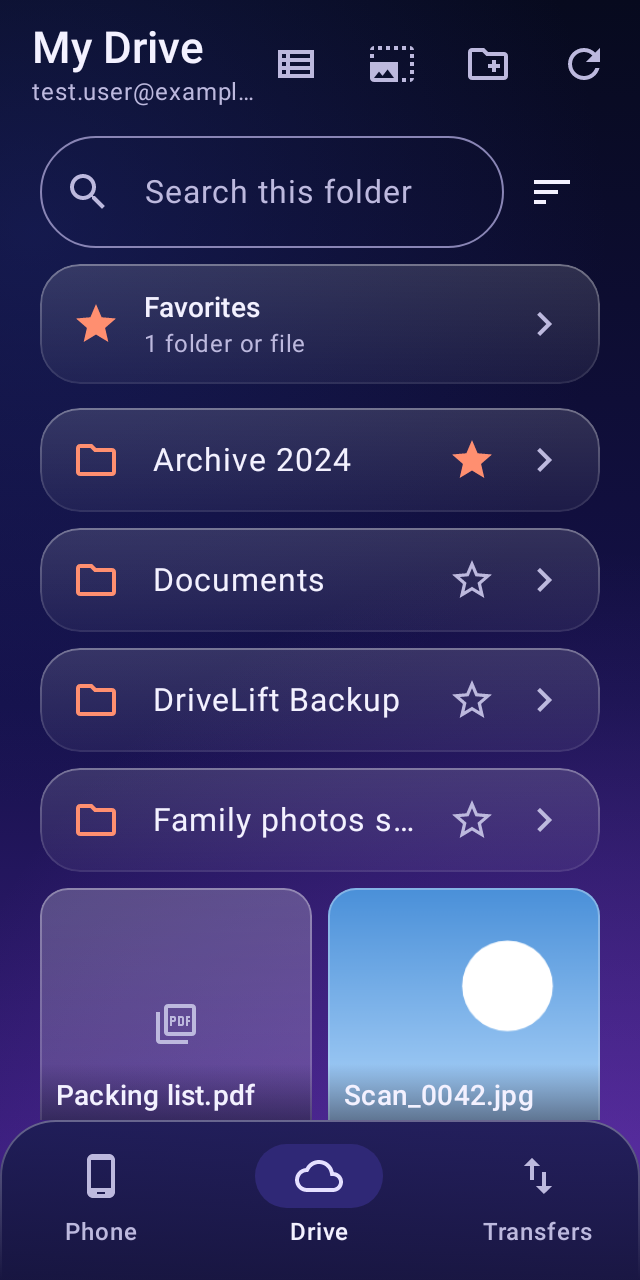 My Drive
test.user@exampl...
Search this folder
Favorites
1 folder or file
Archive 2024
Documents
DriveLift Backup
Family photos s...
PDF
Packing list.pdf
Scan_0042.jpg
Phone
Drive
Transfers